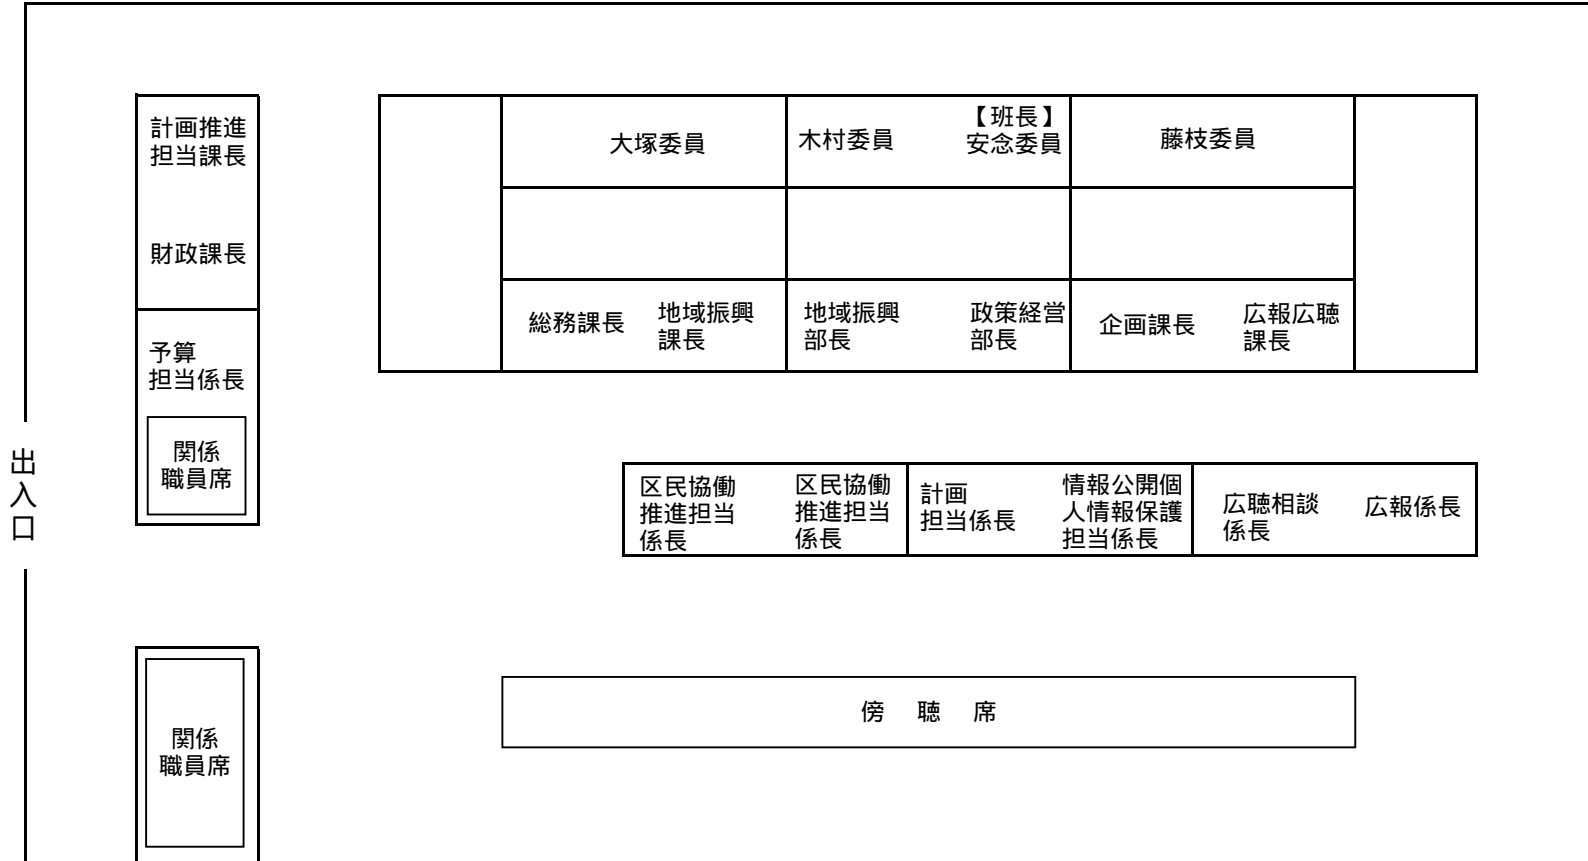 計画推進
担当課長
財政課長
予算
担当係長
関係
職員席
出入口
大塚委員
木村委員
【班長】
安念委員
藤枝委員
総務課長
地域振興
課長
地域振興
部長
政策経営
部長
企画課長
広報広聴
課長
区民協働
推進担当
係長
区民協働
推進担当
係長
計画
担当係長
情報公開個
人情報保護
担当係長
広聴相談
係長
広報係長
関係
職員席
傍 聴 席